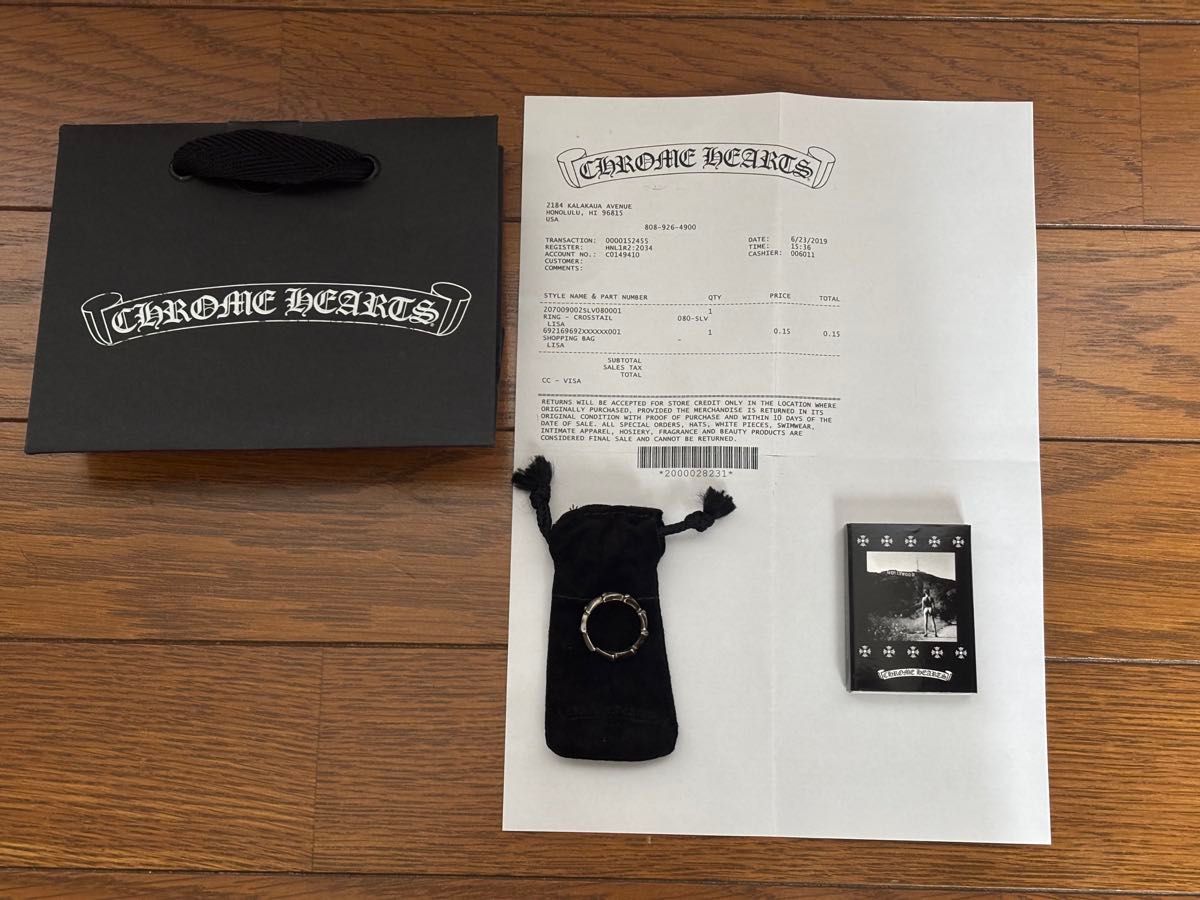 CHROME HEARTS
CHROME HEARTS
2184 KALAKAUA AVENUE
HONOLULU, HI 96815
USA
808-926-4900
TRANSACTION: 0000152455 DATE: 6/23/2019
REGISTER: HNL1R2:2034 TIME: 15:36
ACCOUNT NO.: C0149410 CASHIER: 006011
CUSTOMER:
COMMENTS:
STYLE NAME & PART NUMBER QTY PRICE TOTAL
207009002SLV080001 1
RING - CROSSTAIL 080-SLV
LISA
692169692XXXXXX001 1 0.15 0.15
SHOPPING BAG -
LISA
SUBTOTAL
SALES TAX
TOTAL
CC - VISA
RETURNS WILL BE ACCEPTED FOR STORE CREDIT ONLY IN THE LOCATION WHERE
ORIGINALLY PURCHASED, PROVIDED THE MERCHANDISE IS RETURNED IN ITS
ORIGINAL CONDITION WITH PROOF OF PURCHASE AND WITHIN 10 DAYS OF THE
DATE OF SALE. ALL SPECIAL ORDERS, HATS, WHITE PIECES, SWIMWEAR,
INTIMATE APPAREL, HOSIERY, FRAGRANCE AND BEAUTY PRODUCTS ARE
CONSIDERED FINAL SALE AND CANNOT BE RETURNED.
*2000028231*
HOLLYWOOD
CHROME HEARTS